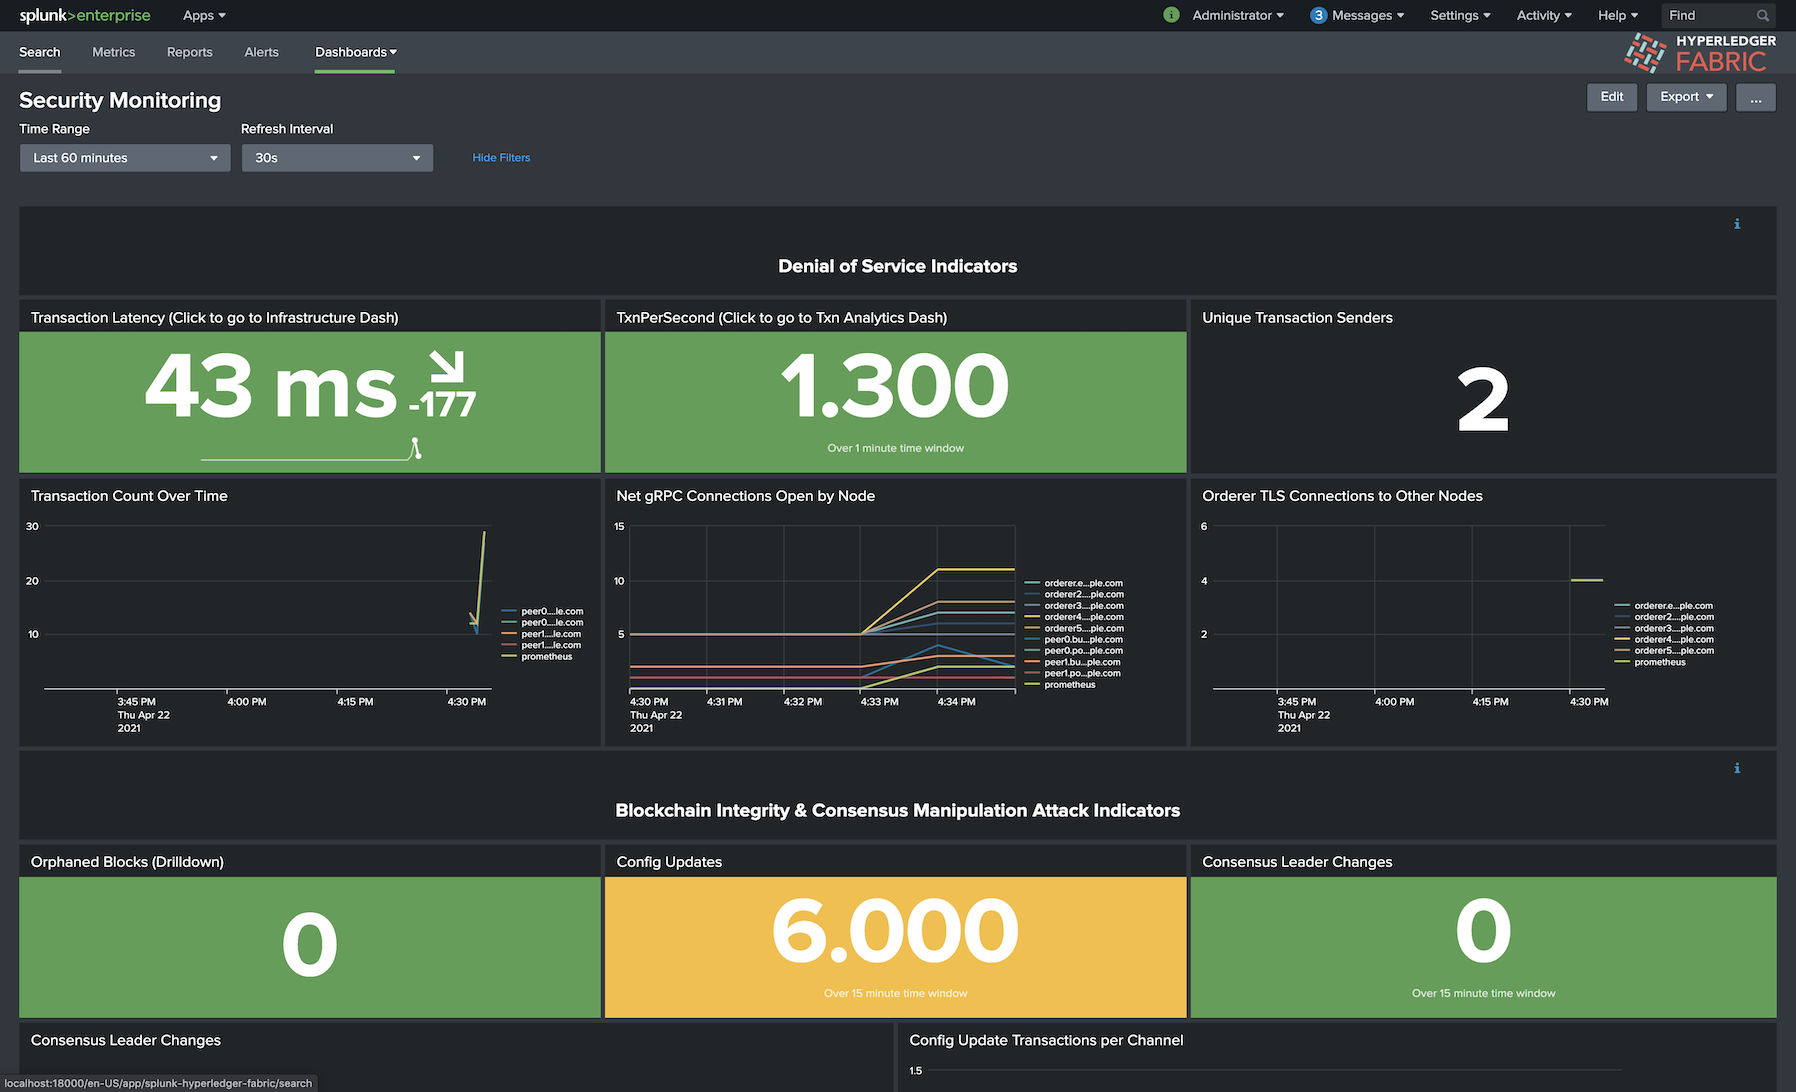 splunk>enterprise Apps Administrator 3 Messages Settings Activity Help Find
Search Metrics Reports Alerts Dashboards HYPERLEDGER
FABRIC
Security Monitoring Edit Export ...
Time Range Refresh Interval
Last 60 minutes 30s Hide Filters
Denial of Service Indicators
Transaction Latency (Click to go to Infrastructure Dash)
43 ms -177
TxnPerSecond (Click to go to Txn Analytics Dash)
1.300
Over 1 minute time window
Unique Transaction Senders
2
Transaction Count Over Time
30
20
10
3:45 PM 4:00 PM 4:15 PM 4:30 PM
Thu Apr 22
2021
peer0....le.com
peer0....le.com
peer1....le.com
peer1....le.com
prometheus
Net gRPC Connections Open by Node
15
10
5
4:30 PM 4:31 PM 4:32 PM 4:33 PM 4:34 PM
Thu Apr 22
2021
orderer.e...ple.com
orderer2....ple.com
orderer3....ple.com
orderer4....ple.com
orderer5....ple.com
peer0.bu...ple.com
peer0.po...ple.com
peer1.bu...ple.com
peer1.po...ple.com
prometheus
Orderer TLS Connections to Other Nodes
6
4
2
3:45 PM 4:00 PM 4:15 PM 4:30 PM
Thu Apr 22
2021
orderer.e...ple.com
orderer2....ple.com
orderer3....ple.com
orderer4....ple.com
orderer5....ple.com
prometheus
Blockchain Integrity & Consensus Manipulation Attack Indicators
Orphaned Blocks (Drilldown)
0
Config Updates
6.000
Over 15 minute time window
Consensus Leader Changes
0
Over 15 minute time window
Consensus Leader Changes
Config Update Transactions per Channel
1.5
localhost:18000/en-US/app/splunk-hyperledger-fabric/search